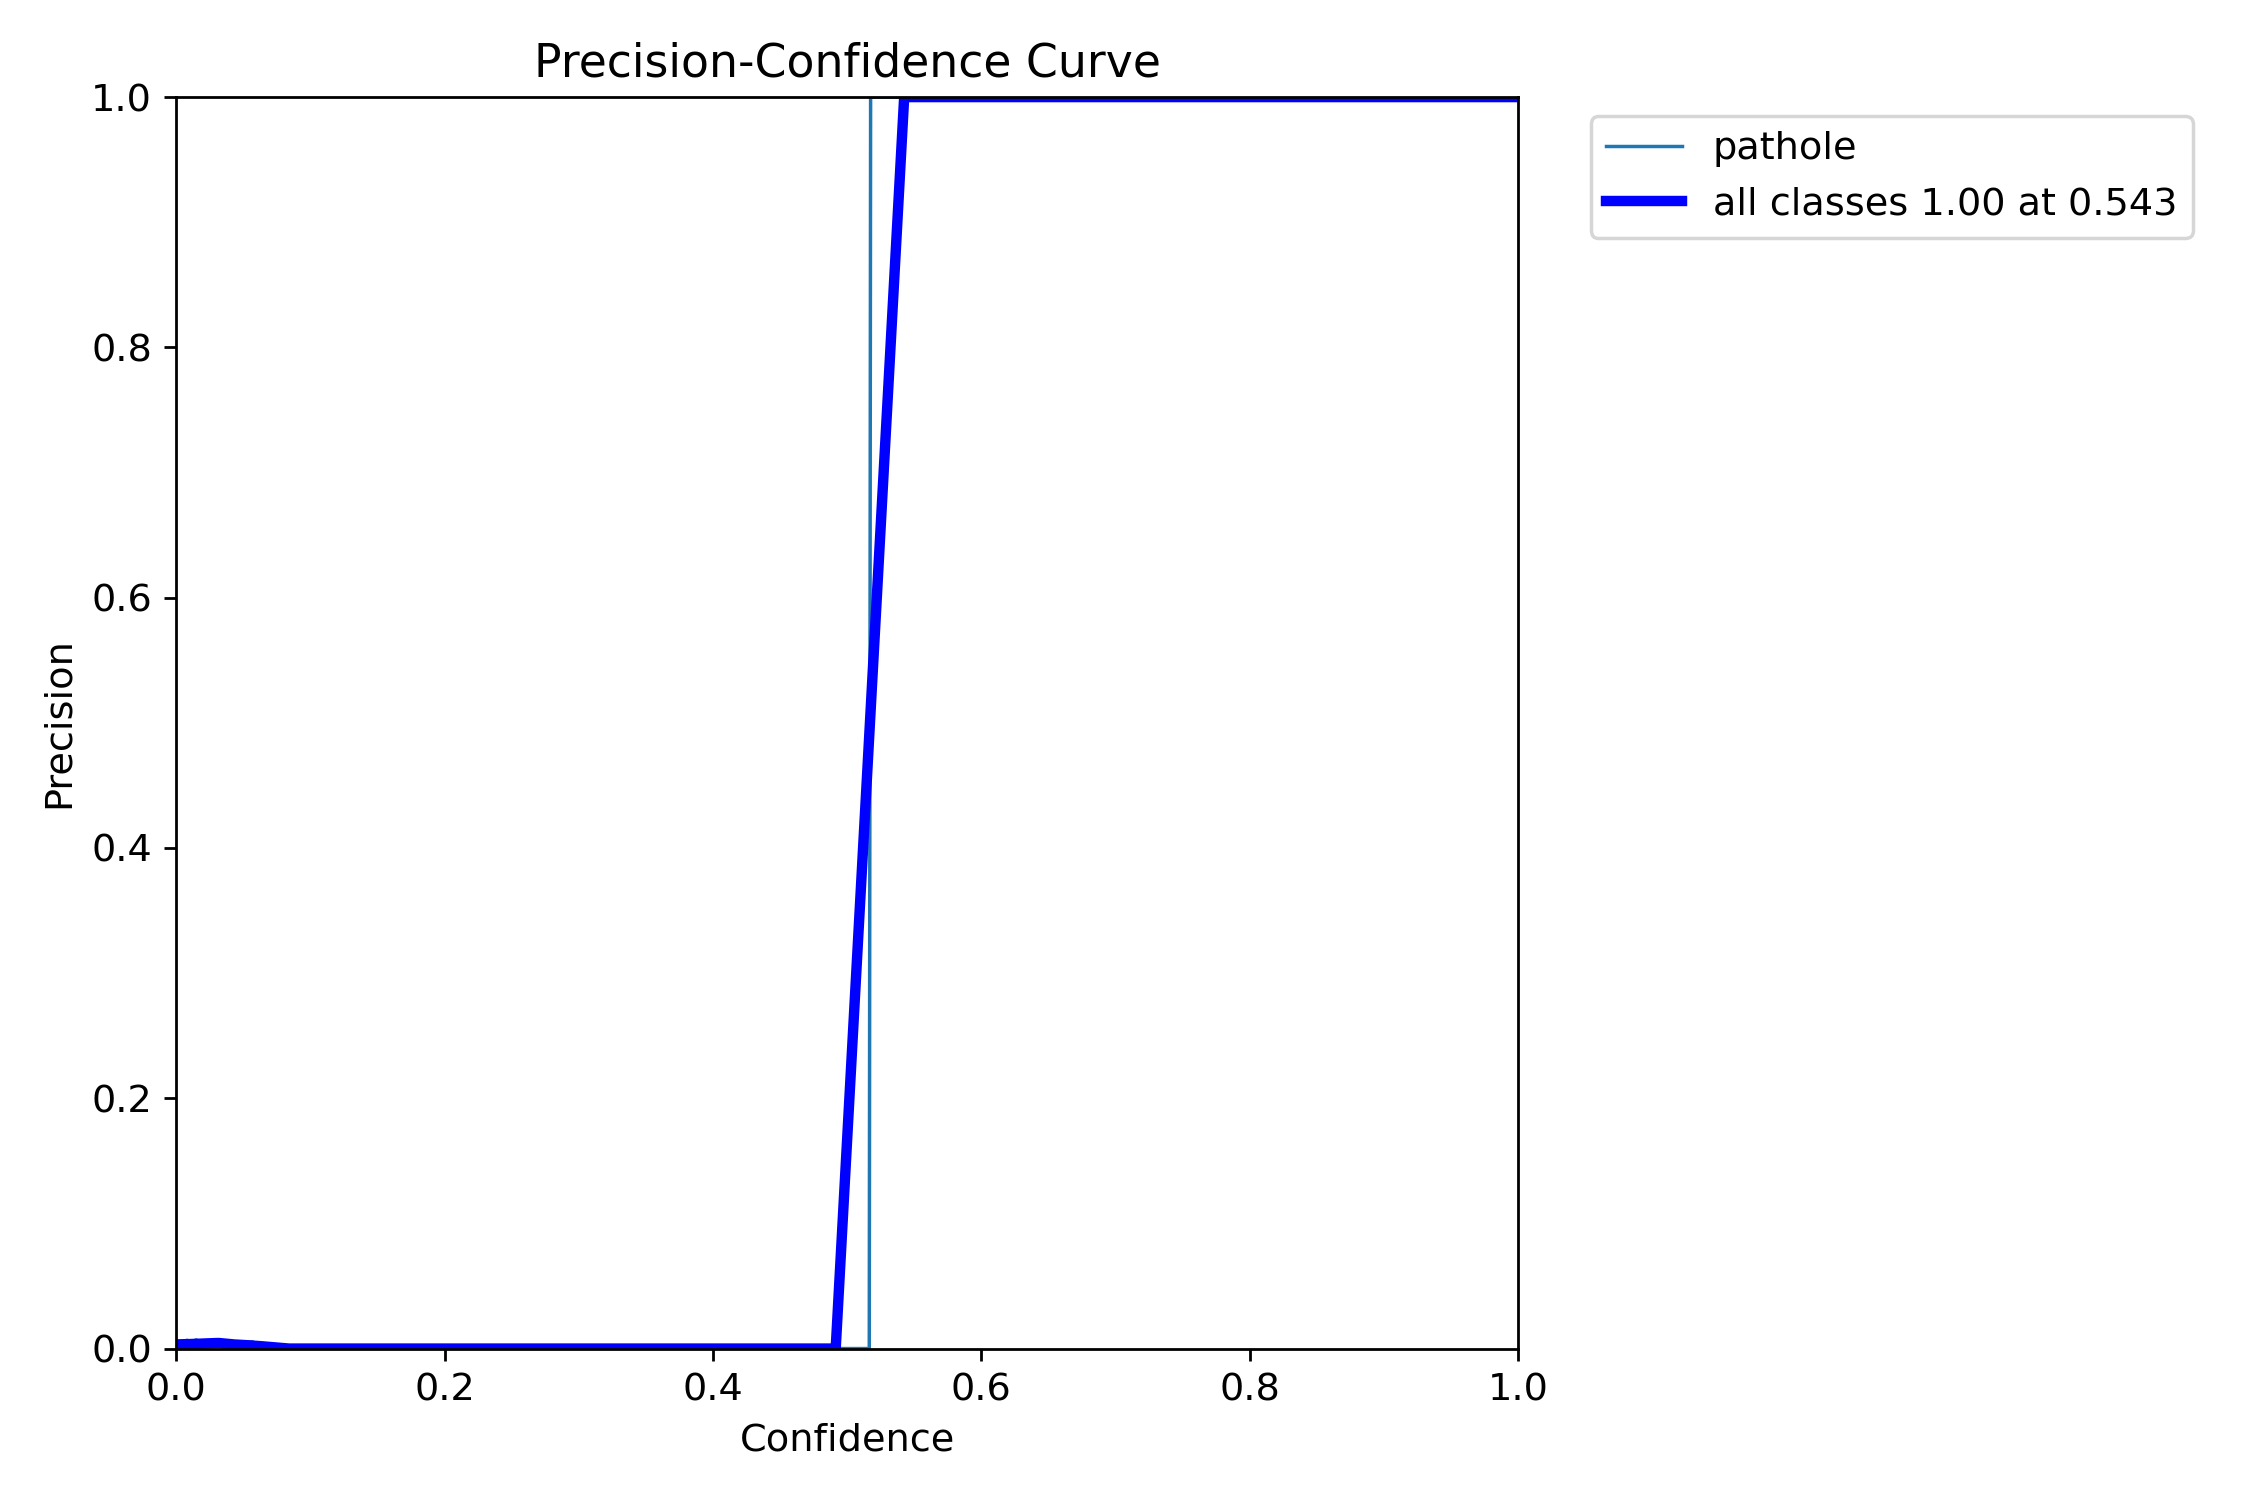 Precision-Confidence Curve
1.0
0.8
0.6
0.4
0.2
0.0
Precision
0.0 0.2 0.4 0.6 0.8 1.0
Confidence
pathole
all classes 1.00 at 0.543